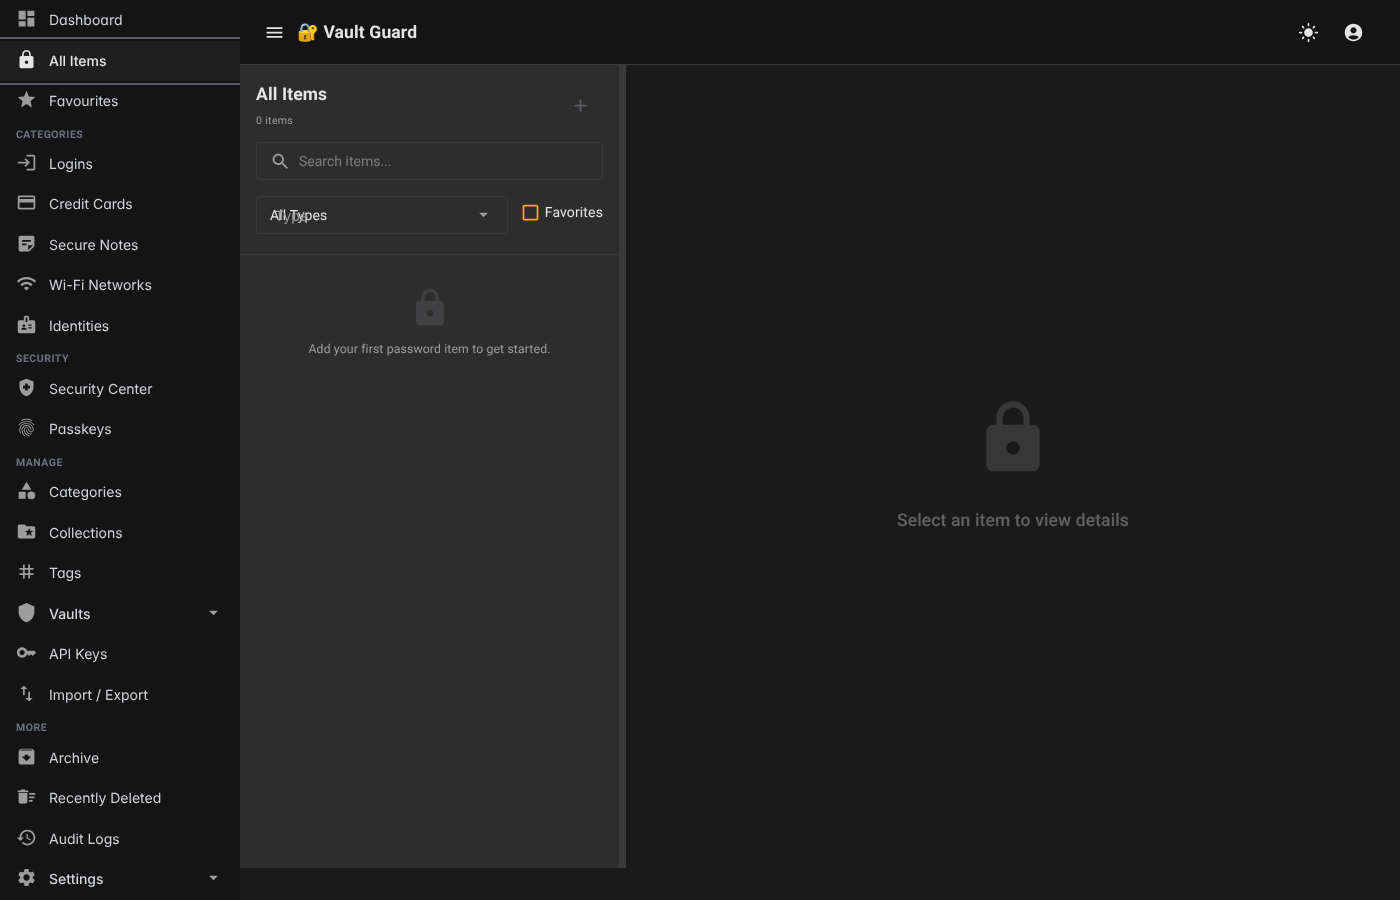 Dashboard
All Items
Favourites
CATEGORIES
Logins
Credit Cards
Secure Notes
Wi-Fi Networks
Identities
SECURITY
Security Center
Passkeys
MANAGE
Categories
Collections
Tags
Vaults
API Keys
Import / Export
MORE
Archive
Recently Deleted
Audit Logs
Settings
Vault Guard
All Items
0 items
Search items...
All Types
Type
Favorites
Add your first password item to get started.
Select an item to view details